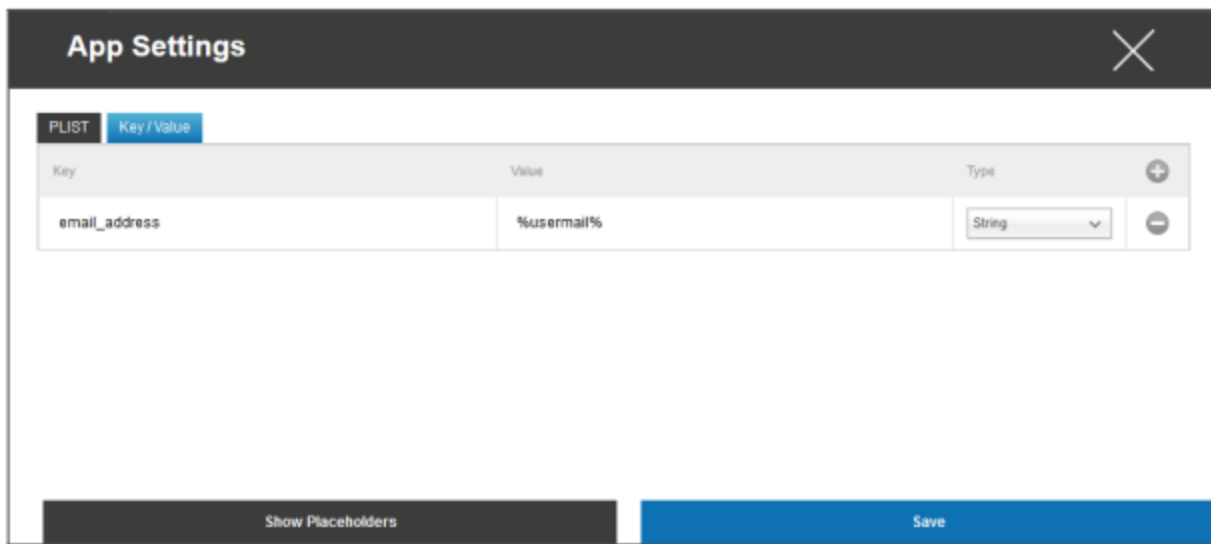 App Settings
PLIST Key / Value
Key Value Type
email_address %usermail% String
Show Placeholders Save